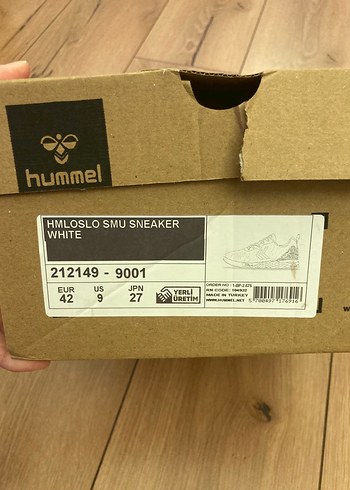 hummel
HMLOSLO SMU SNEAKER
WHITE
212149 - 9001
EUR US JPN
42 9 27
YERLİ
ÜRETİM
MADE IN TURKEY
WWW.HUMMEL.NET